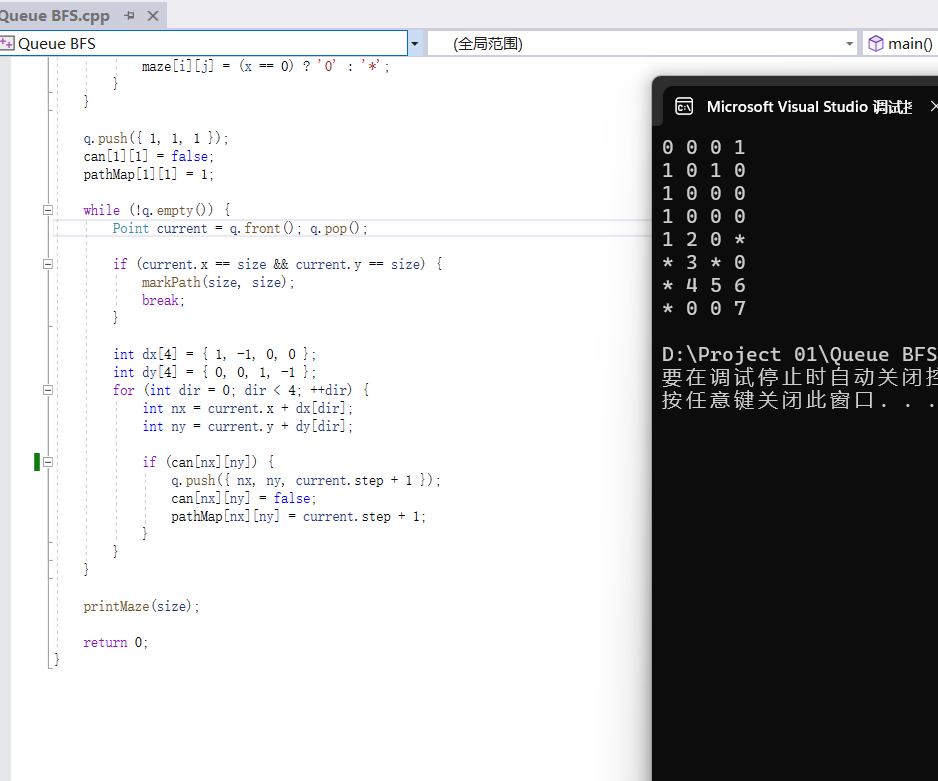 Queue BFS.cpp
Queue BFS
(全局范围)
main()
maze[i][j] = (x == 0) ? '0' : '*';
}
}
q.push({ 1, 1, 1 });
can[1][1] = false;
pathMap[1][1] = 1;
while (!q.empty()) {
Point current = q.front(); q.pop();
if (current.x == size && current.y == size) {
markPath(size, size);
break;
}
int dx[4] = { 1, -1, 0, 0 };
int dy[4] = { 0, 0, 1, -1 };
for (int dir = 0; dir < 4; ++dir) {
int nx = current.x + dx[dir];
int ny = current.y + dy[dir];
if (can[nx][ny]) {
q.push({ nx, ny, current.step + 1 });
can[nx][ny] = false;
pathMap[nx][ny] = current.step + 1;
}
}
}
printMaze(size);
return 0;
}
Microsoft Visual Studio 调试
0 0 0 1
1 0 1 0
1 0 0 0
1 0 0 0
1 2 0 *
* 3 * 0
* 4 5 6
* 0 0 7
D:\Project 01\Queue BFS
要在调试停止时自动关闭
按任意键关闭此窗口. . .